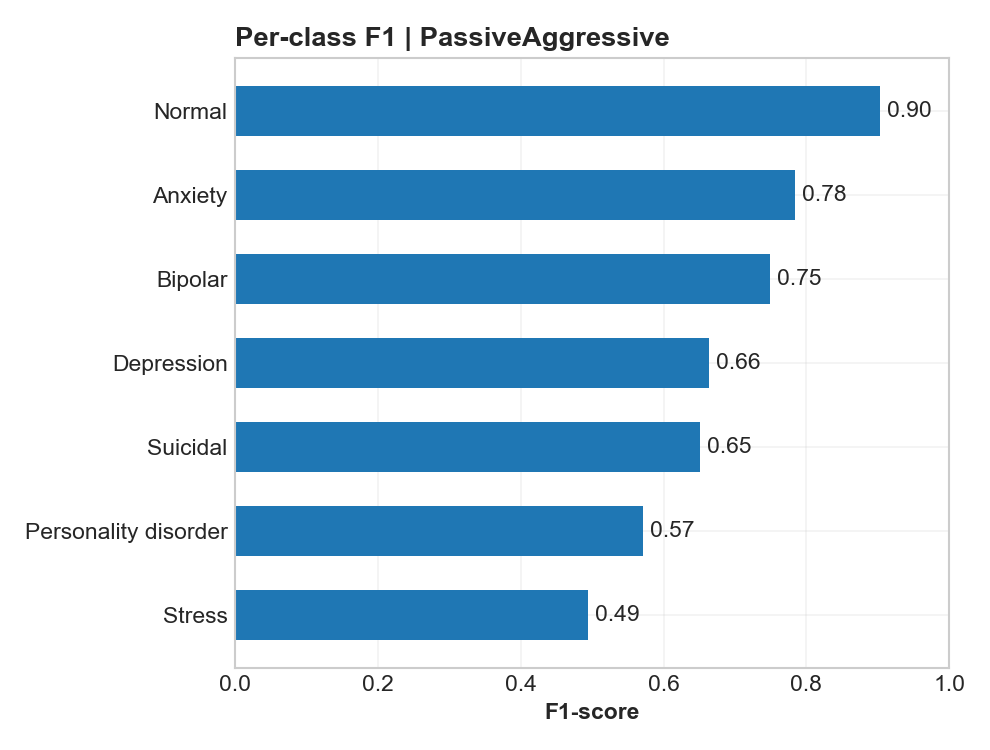 Per-class F1 | PassiveAggressive
Normal 0.90
Anxiety 0.78
Bipolar 0.75
Depression 0.66
Suicidal 0.65
Personality disorder 0.57
Stress 0.49
0.0 0.2 0.4 0.6 0.8 1.0
F1-score